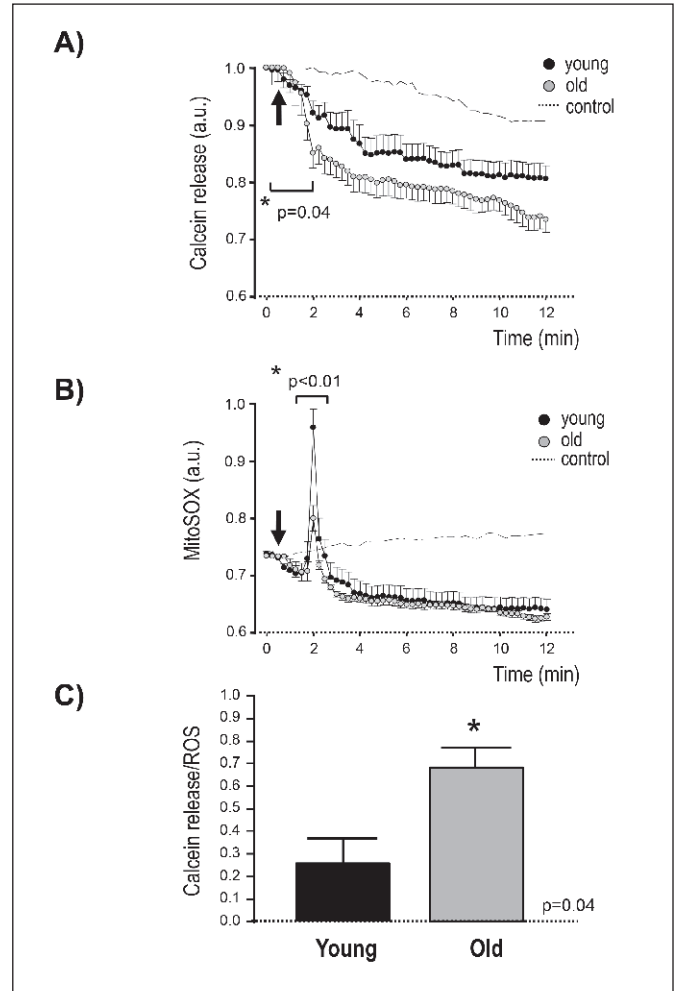 A)
Calcein release (a.u.)
1.0
0.9
0.8
0.7
0.6
young
old
control
*
p=0.04
0 2 4 6 8 10 12
Time (min)
B)
MitoSOX (a.u.)
*
p<0.01
1.0
0.9
0.8
0.7
0.6
young
old
control
0 2 4 6 8 10 12
Time (min)
C)
Calcein release/ROS
1.0
0.9
0.8
0.7
0.6
0.5
0.4
0.3
0.2
0.1
0.0
*
p=0.04
Young Old